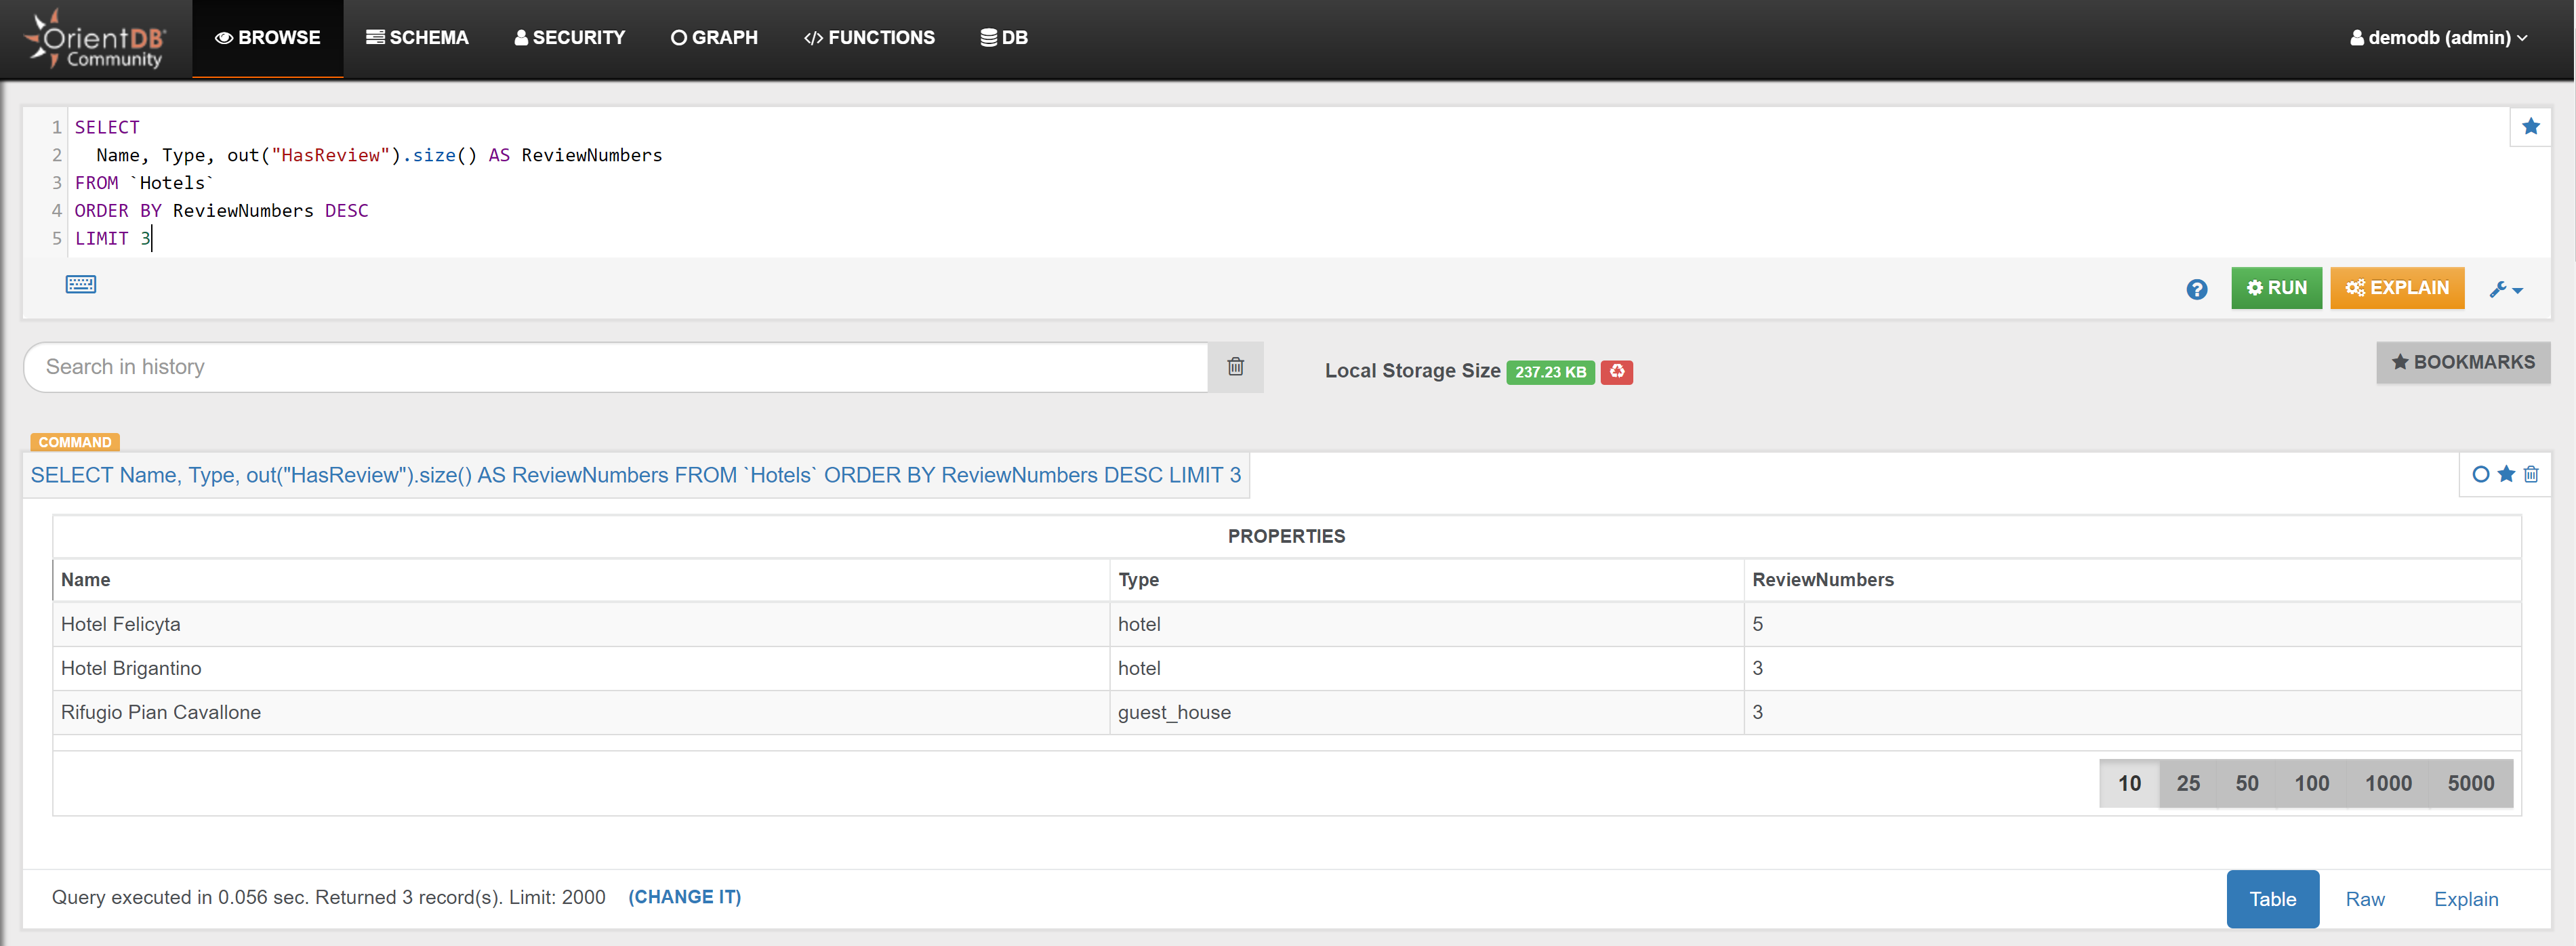 OrientDB
Community
BROWSE
SCHEMA
SECURITY
GRAPH
</> FUNCTIONS
DB
demodb (admin)
1 SELECT
2 Name, Type, out("HasReview").size() AS ReviewNumbers
3 FROM `Hotels`
4 ORDER BY ReviewNumbers DESC
5 LIMIT 3
? RUN EXPLAIN
Search in history
Local Storage Size 237.23 KB
BOOKMARKS
COMMAND
SELECT Name, Type, out("HasReview").size() AS ReviewNumbers FROM `Hotels` ORDER BY ReviewNumbers DESC LIMIT 3
PROPERTIES
Name Type ReviewNumbers
Hotel Felicyta hotel 5
Hotel Brigantino hotel 3
Rifugio Pian Cavallone guest_house 3
10 25 50 100 1000 5000
Query executed in 0.056 sec. Returned 3 record(s). Limit: 2000 (CHANGE IT)
Table Raw Explain